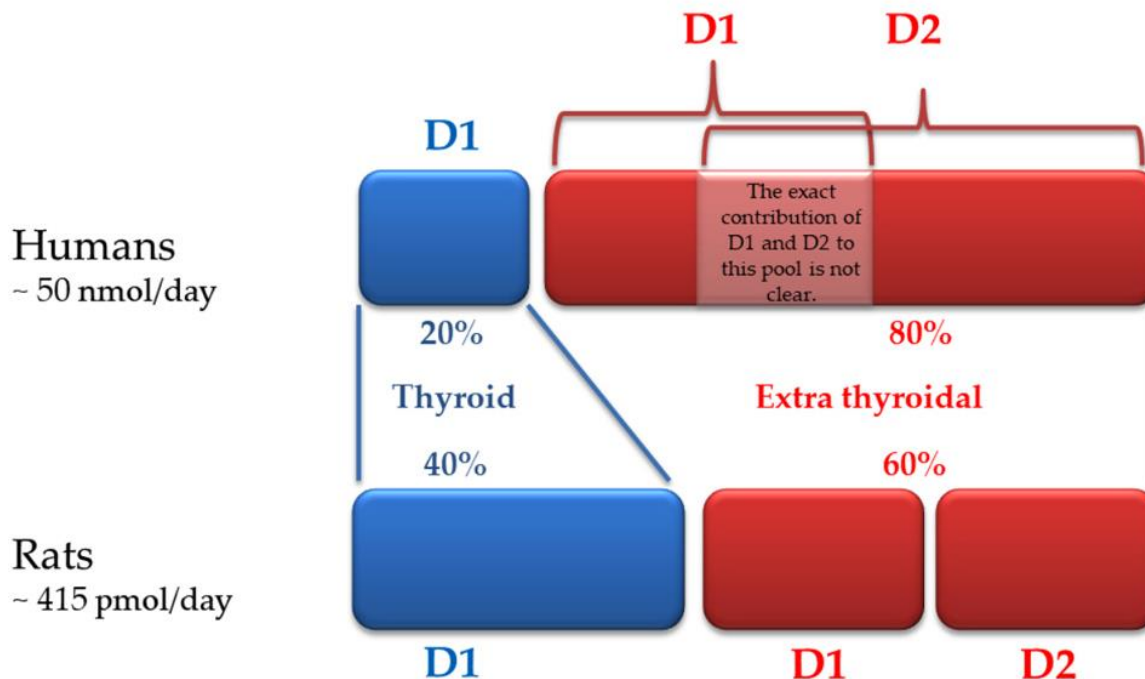 D1 D2
D1
The exact
contribution of
D1 and D2 to
this pool is not
clear.
Humans
~ 50 nmol/day
20% 80%
Thyroid Extra thyroidal
40% 60%
Rats
~ 415 pmol/day
D1 D1 D2